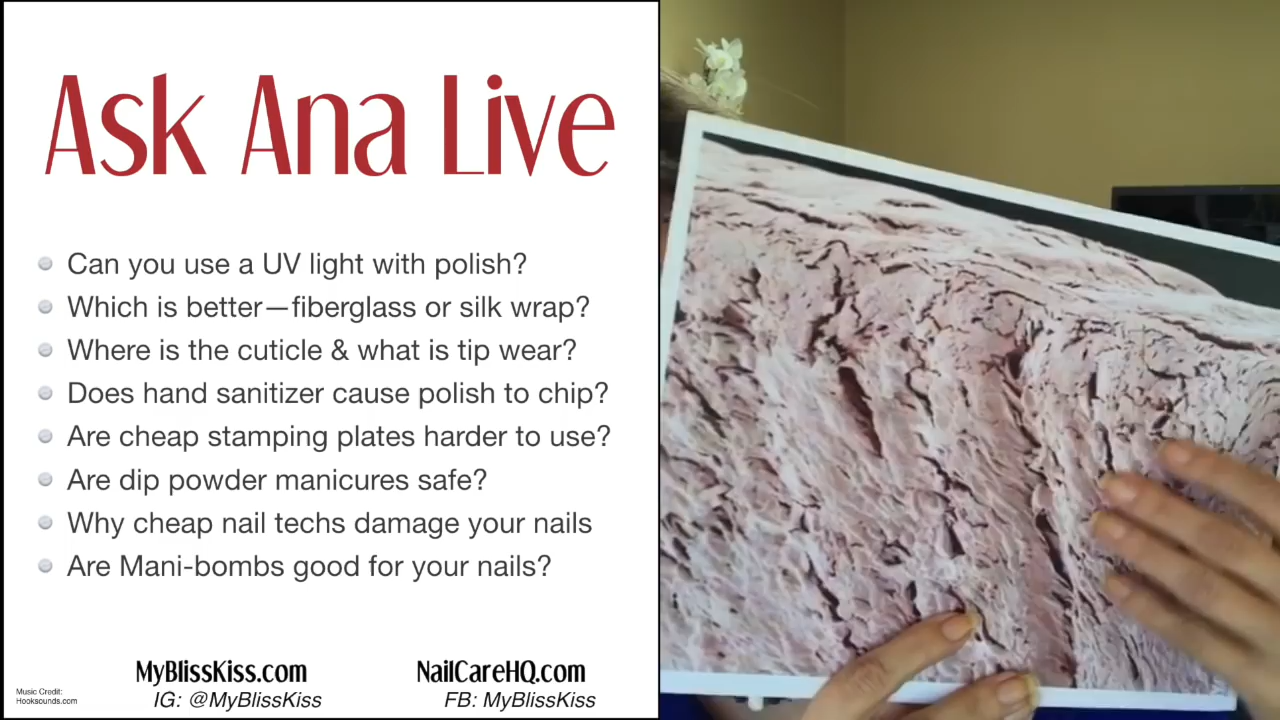 Ask Ana Live
Can you use a UV light with polish?
Which is better—fiberglass or silk wrap?
Where is the cuticle & what is tip wear?
Does hand sanitizer cause polish to chip?
Are cheap stamping plates harder to use?
Are dip powder manicures safe?
Why cheap nail techs damage your nails
Are Mani-bombs good for your nails?
MyBlissKiss.com
IG: @MyBlissKiss
NailCareHQ.com
FB: MyBlissKiss
Music Credit:
Hooksounds.com